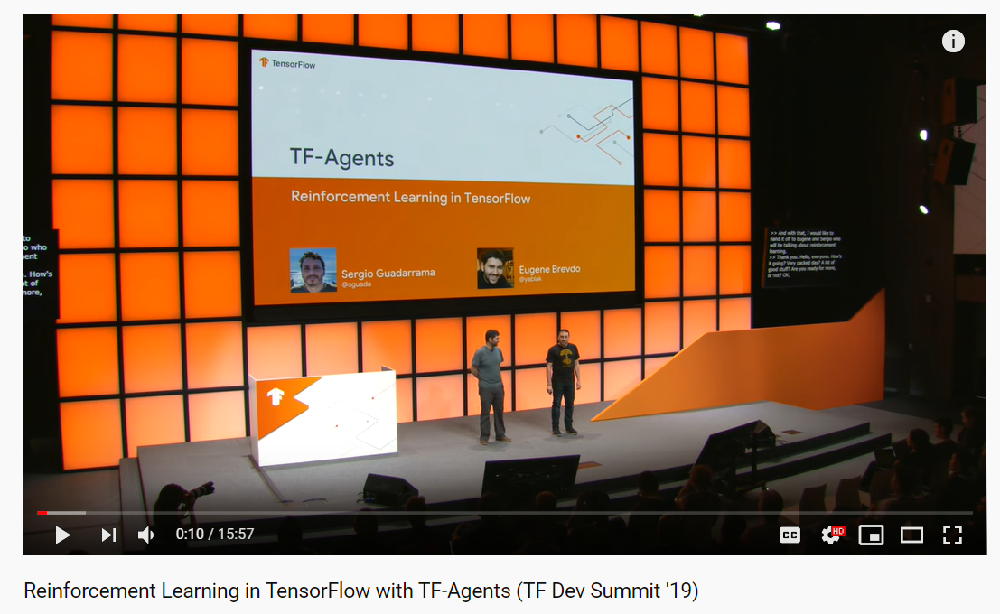 TensorFlow
TF-Agents
Reinforcement Learning in TensorFlow
Sergio Guadarrama
@sguada
Eugene Brevdo
@yablak
to
o who
ent
. How's
t of
more,
>> And with that, I would like to
hand it off to Eugene and Sergio who
will be talking about reinforcement
learning.
>> Thank you. Hello, everyone. How's
it going? Very packed day? A lot of
good stuff? Are you ready for more,
or not? OK.
0:10 / 15:57
CC
HD
Reinforcement Learning in TensorFlow with TF-Agents (TF Dev Summit '19)